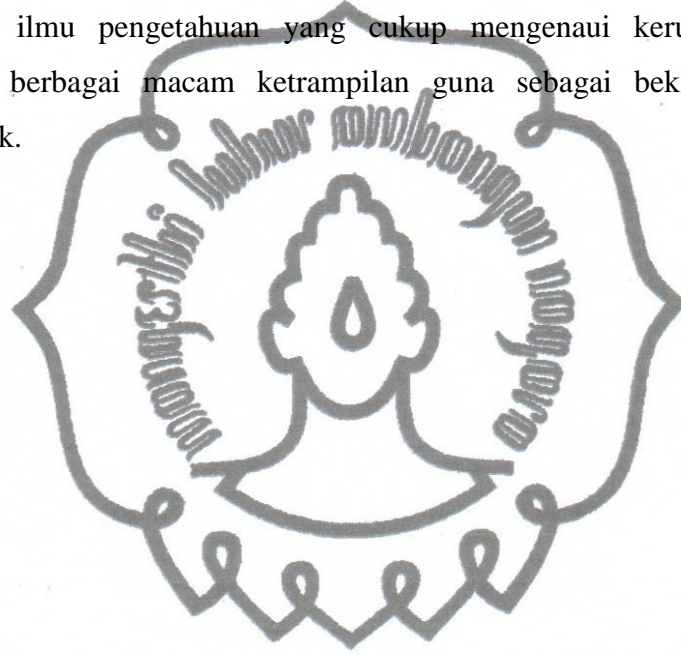 ilmu pengetahuan yang cukup mengenaui keru
berbagai macam ketrampilan guna sebagai bek
k.